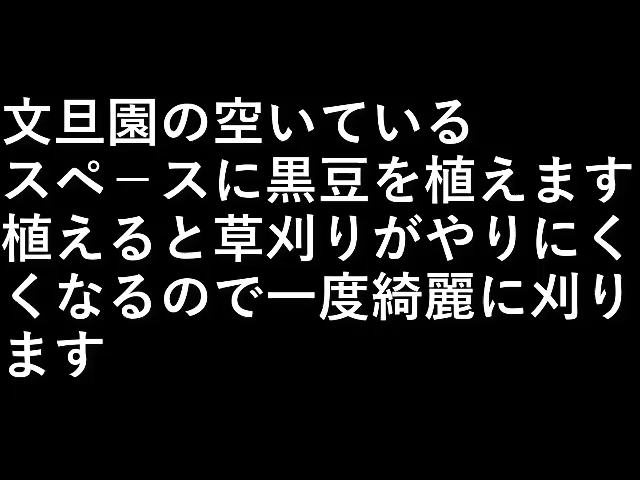 文旦園の空いている
スペースに黒豆を植えます
植えると草刈りがやりにく
くなるので一度綺麗に刈り
ます